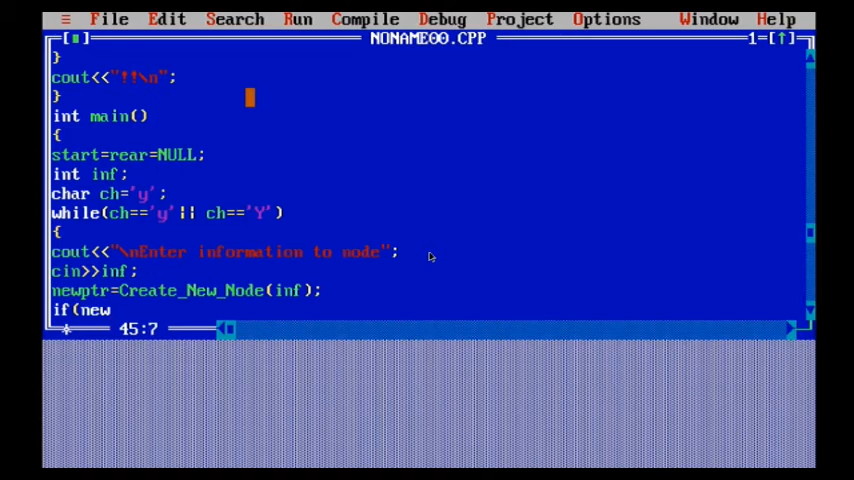 ≡ File Edit Search Run Compile Debug Project Options Window Help
[■] NONAME00.CPP 1=[↑]
}
cout<<"!!\n";
}
int main()
{
start=rear=NULL;
int inf;
char ch='y';
while(ch=='y'|| ch=='Y')
{
cout<<"\nEnter information to node";
cin>>inf;
newptr=Create_New_Node(inf);
if(new
45:7